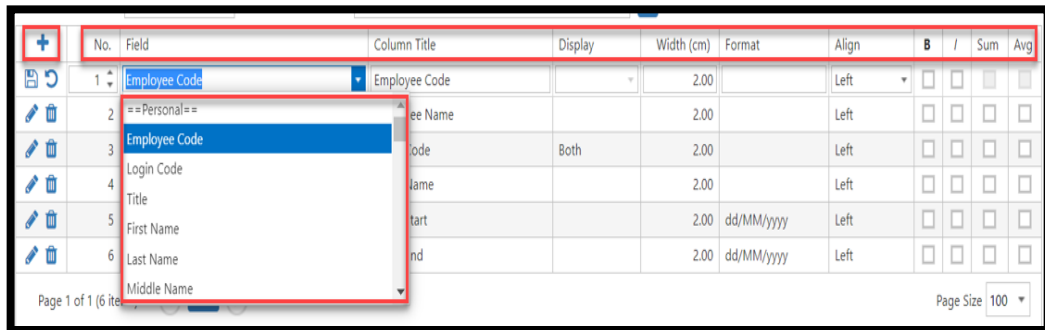 No. Field Column Title Display Width (cm) Format Align B I Sum Avg
1 Employee Code Employee Code 2.00 Left
2 ee Name 2.00 Left
3 Code Both 2.00 Left
4 Name 2.00 Left
5 tart 2.00 dd/MM/yyyy Left
6 nd 2.00 dd/MM/yyyy Left
==Personal==
Employee Code
Login Code
Title
First Name
Last Name
Middle Name
Page 1 of 1 (6 ite
Page Size 100